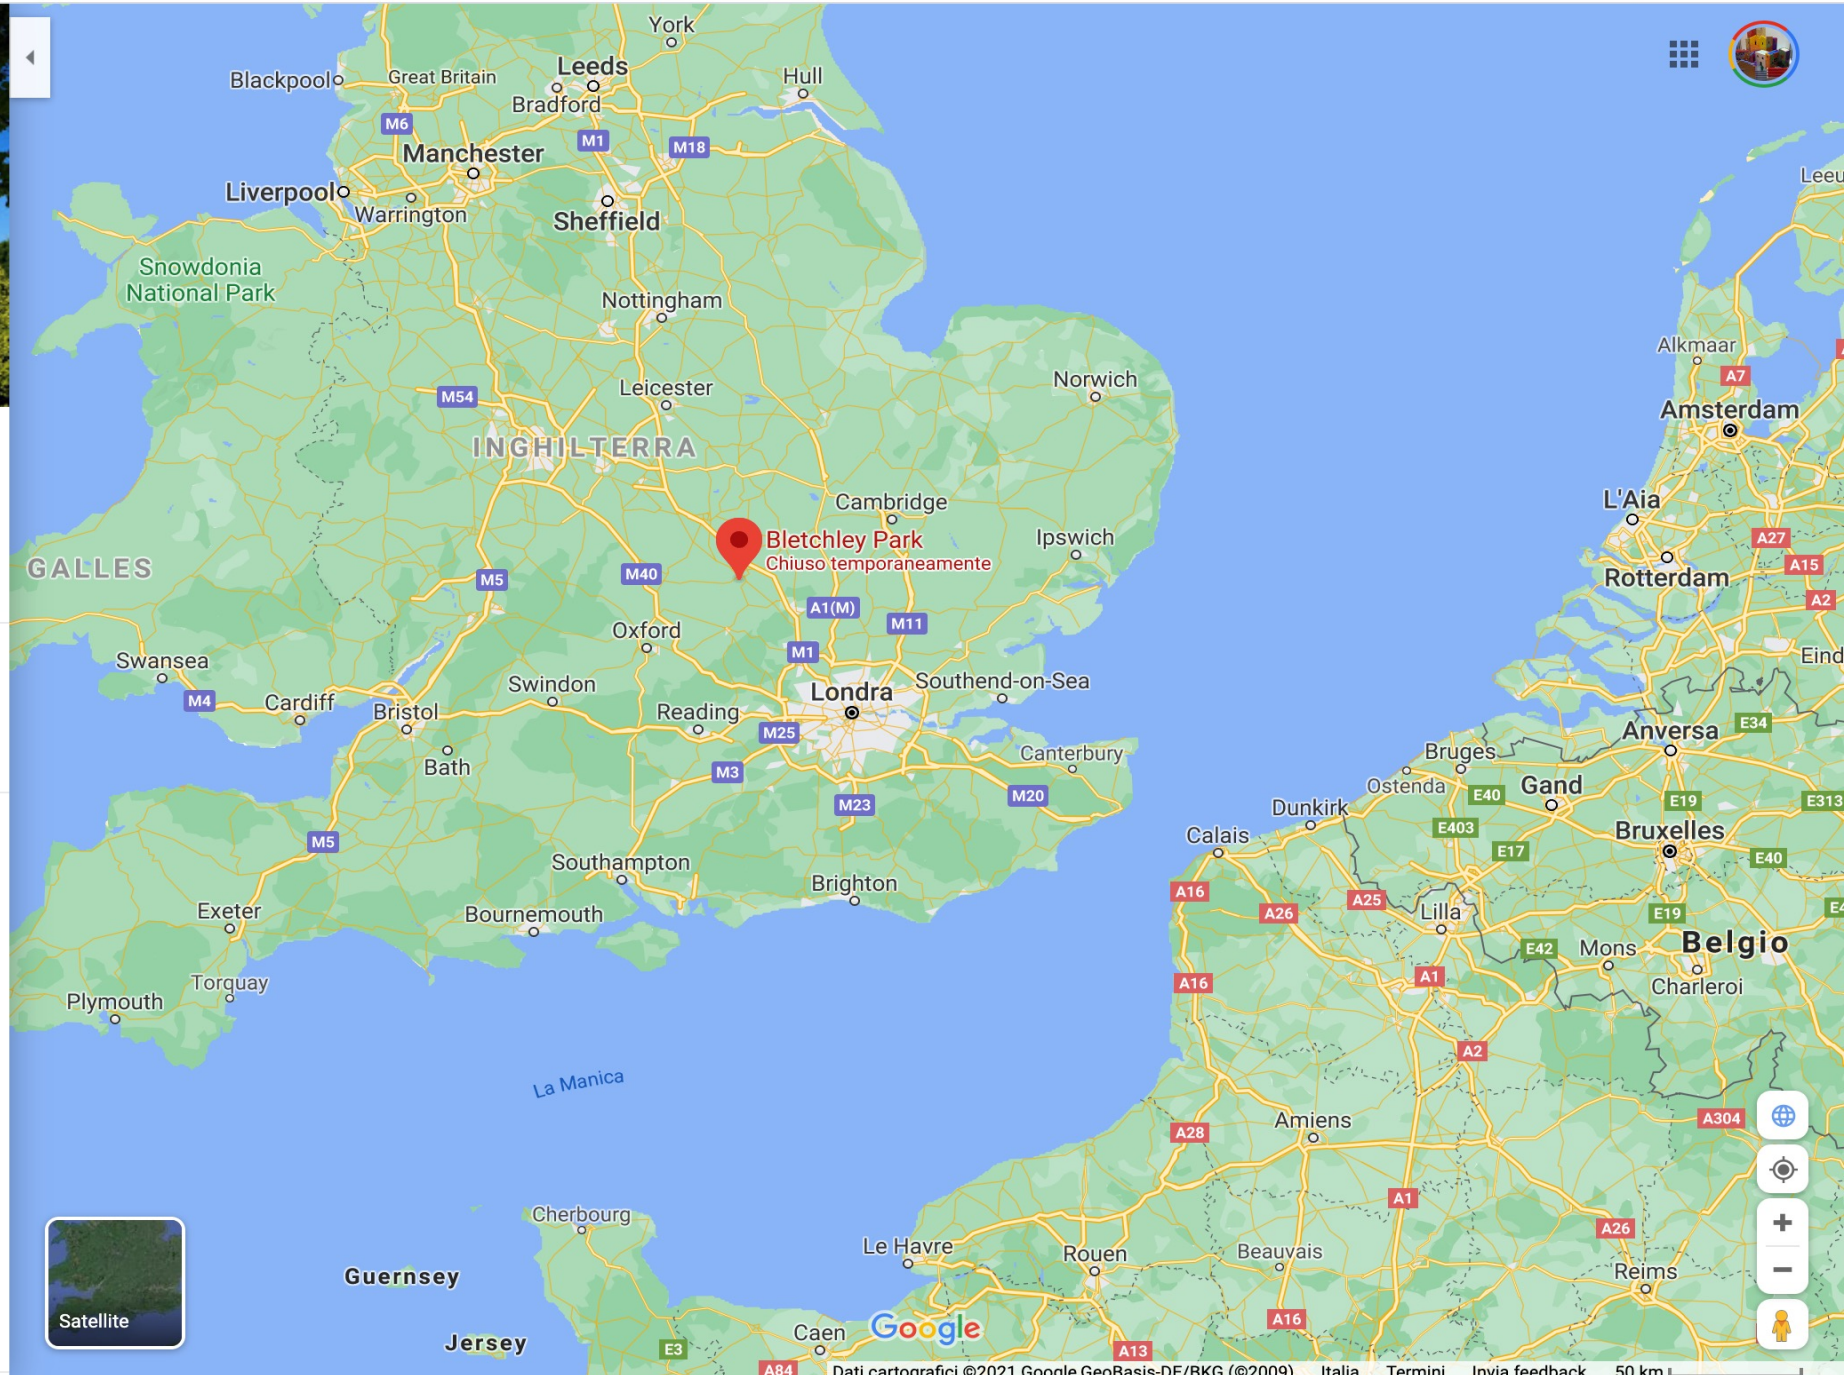 York
Leeds
Blackpool
Great Britain
Hull
Bradford
M6
M1
M18
Manchester
Liverpool
Warrington
Sheffield
Leeu
Snowdonia
National Park
Nottingham
Alkmaar
A7
Leicester
Norwich
M54
Amsterdam
INGHILTERRA
Cambridge
L'Aia
Bletchley Park
Chiuso temporaneamente
Ipswich
A27
A15
GALLES
M5
M40
Rotterdam
A2
A1(M)
M11
Oxford
M1
Eind
Swansea
Southend-on-Sea
M4
Cardiff
Swindon
Londra
Bristol
Reading
M25
E34
Anversa
Bath
Canterbury
Bruges
M3
M20
M23
Ostenda
E40
Gand
E19
E313
Dunkirk
E403
Calais
Bruxelles
M5
E17
E40
Southampton
Brighton
A16
A25
A26
Lilla
E19
E4
Exeter
Bournemouth
E42
Mons
Belgio
A1
Torquay
A16
Charleroi
Plymouth
A2
La Manica
Amiens
A304
A28
A1
Cherbourg
A26
Le Havre
Rouen
Beauvais
Guernsey
Reims
Satellite
Jersey
Caen
Google
A16
E3
A13
A84
Dati cartografici ©2021 Google GeoBasis-DE/BKG (©2009) Italia Termini Invia feedback 50 km